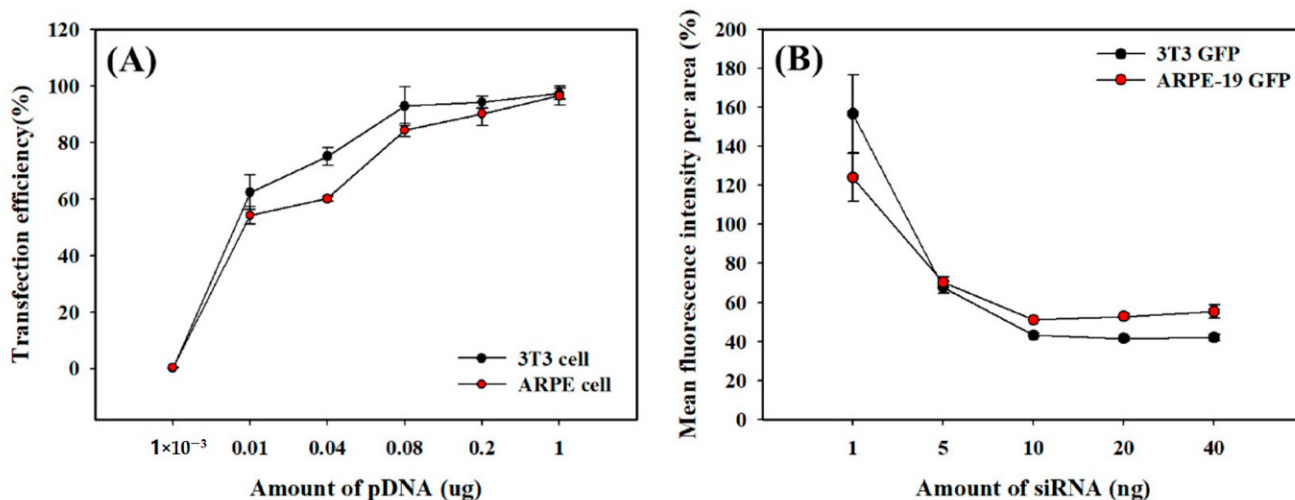 (A)
Transfection efficiency(%)
120
100
80
60
40
20
0
3T3 cell
ARPE cell
1×10⁻³ 0.01 0.04 0.08 0.2 1
Amount of pDNA (ug)
(B)
Mean fluorescence intensity per area (%)
200
180
160
140
120
100
80
60
40
20
0
3T3 GFP
ARPE-19 GFP
1 5 10 20 40
Amount of siRNA (ng)